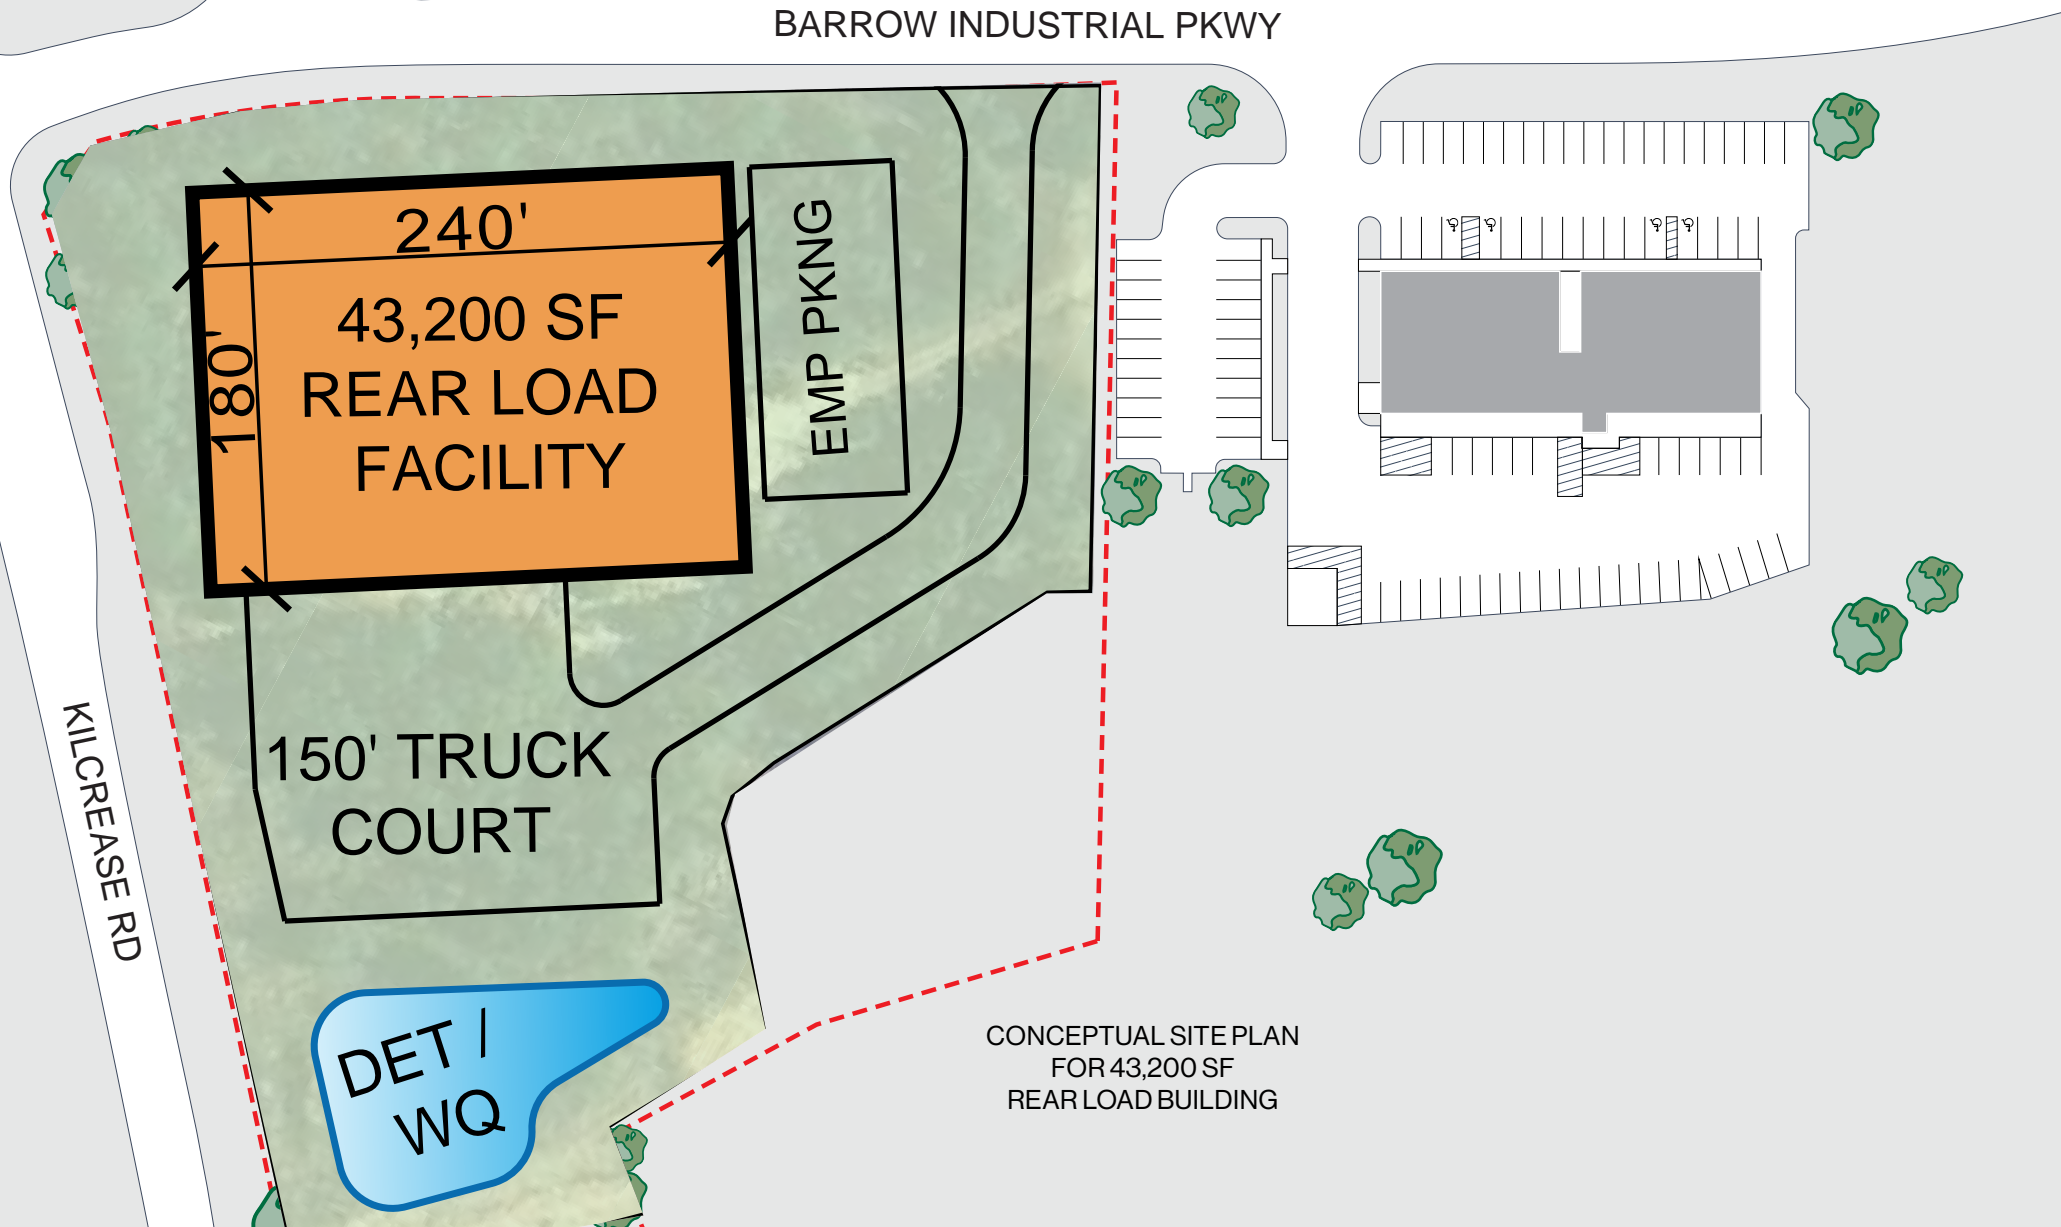 BARROW INDUSTRIAL PKWY
240'
180'
43,200 SF
REAR LOAD
FACILITY
EMP PKNG
150' TRUCK
COURT
KILCREASE RD
DET /
WQ
CONCEPTUAL SITE PLAN
FOR 43,200 SF
REAR LOAD BUILDING